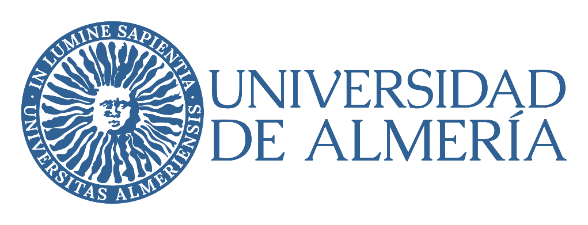 · IN LUMINE SAPIENTIA ·
UNIVERSITAS ALMERIENSIS
UNIVERSIDAD
DE ALMERÍA